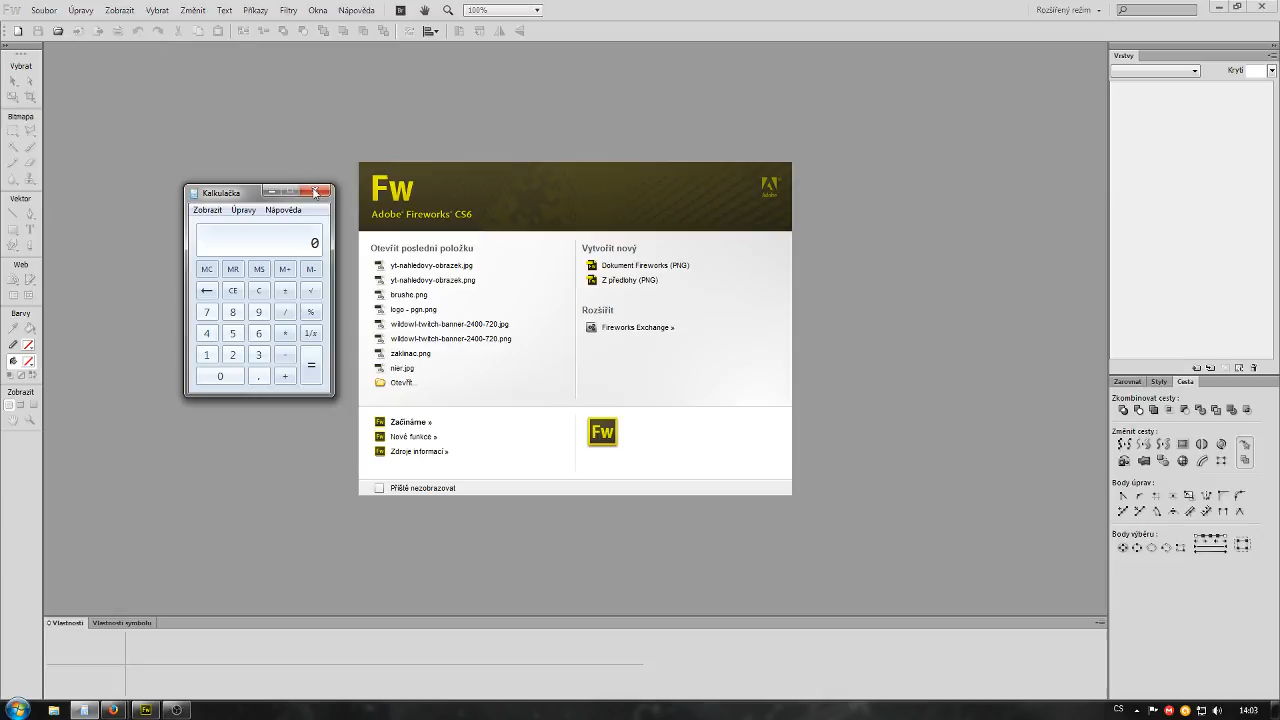 Fw Soubor Úpravy Zobrazit Vybrat Změnit Text Příkazy Filtry Okna Nápověda Br 100% Rozšířený režim
Vybrat
Bitmapa
Vektor
Web
Barvy
Zobrazit
Kalkulačka
Zobrazit Úpravy Nápověda
0
MC MR MS M+ M-
← CE C ± √
7 8 9 / %
4 5 6 * 1/x
1 2 3 - =
0 . +
Fw
Adobe® Fireworks® CS6
Adobe
Otevřít poslední položku
yt-nahledovy-obrazek.jpg
yt-nahledovy-obrazek.png
brushe.png
logo - pgn.png
wildowl-twitch-banner-2400-720.jpg
wildowl-twitch-banner-2400-720.png
zaklinac.png
nier.jpg
Otevřít...
Vytvořit nový
Dokument Fireworks (PNG)
Z předlohy (PNG)
Rozšířit
Fireworks Exchange »
Začínáme »
Nové funkce »
Zdroje informací »
Fw
Příště nezobrazovat
Vrstvy
Krytí
Zarovnat Styly Cesta
Zkombinovat cesty :
Změnit cesty :
Body úprav :
Body výběru :
Vlastnosti Vlastnosti symbolu
Fw
CS 14:03